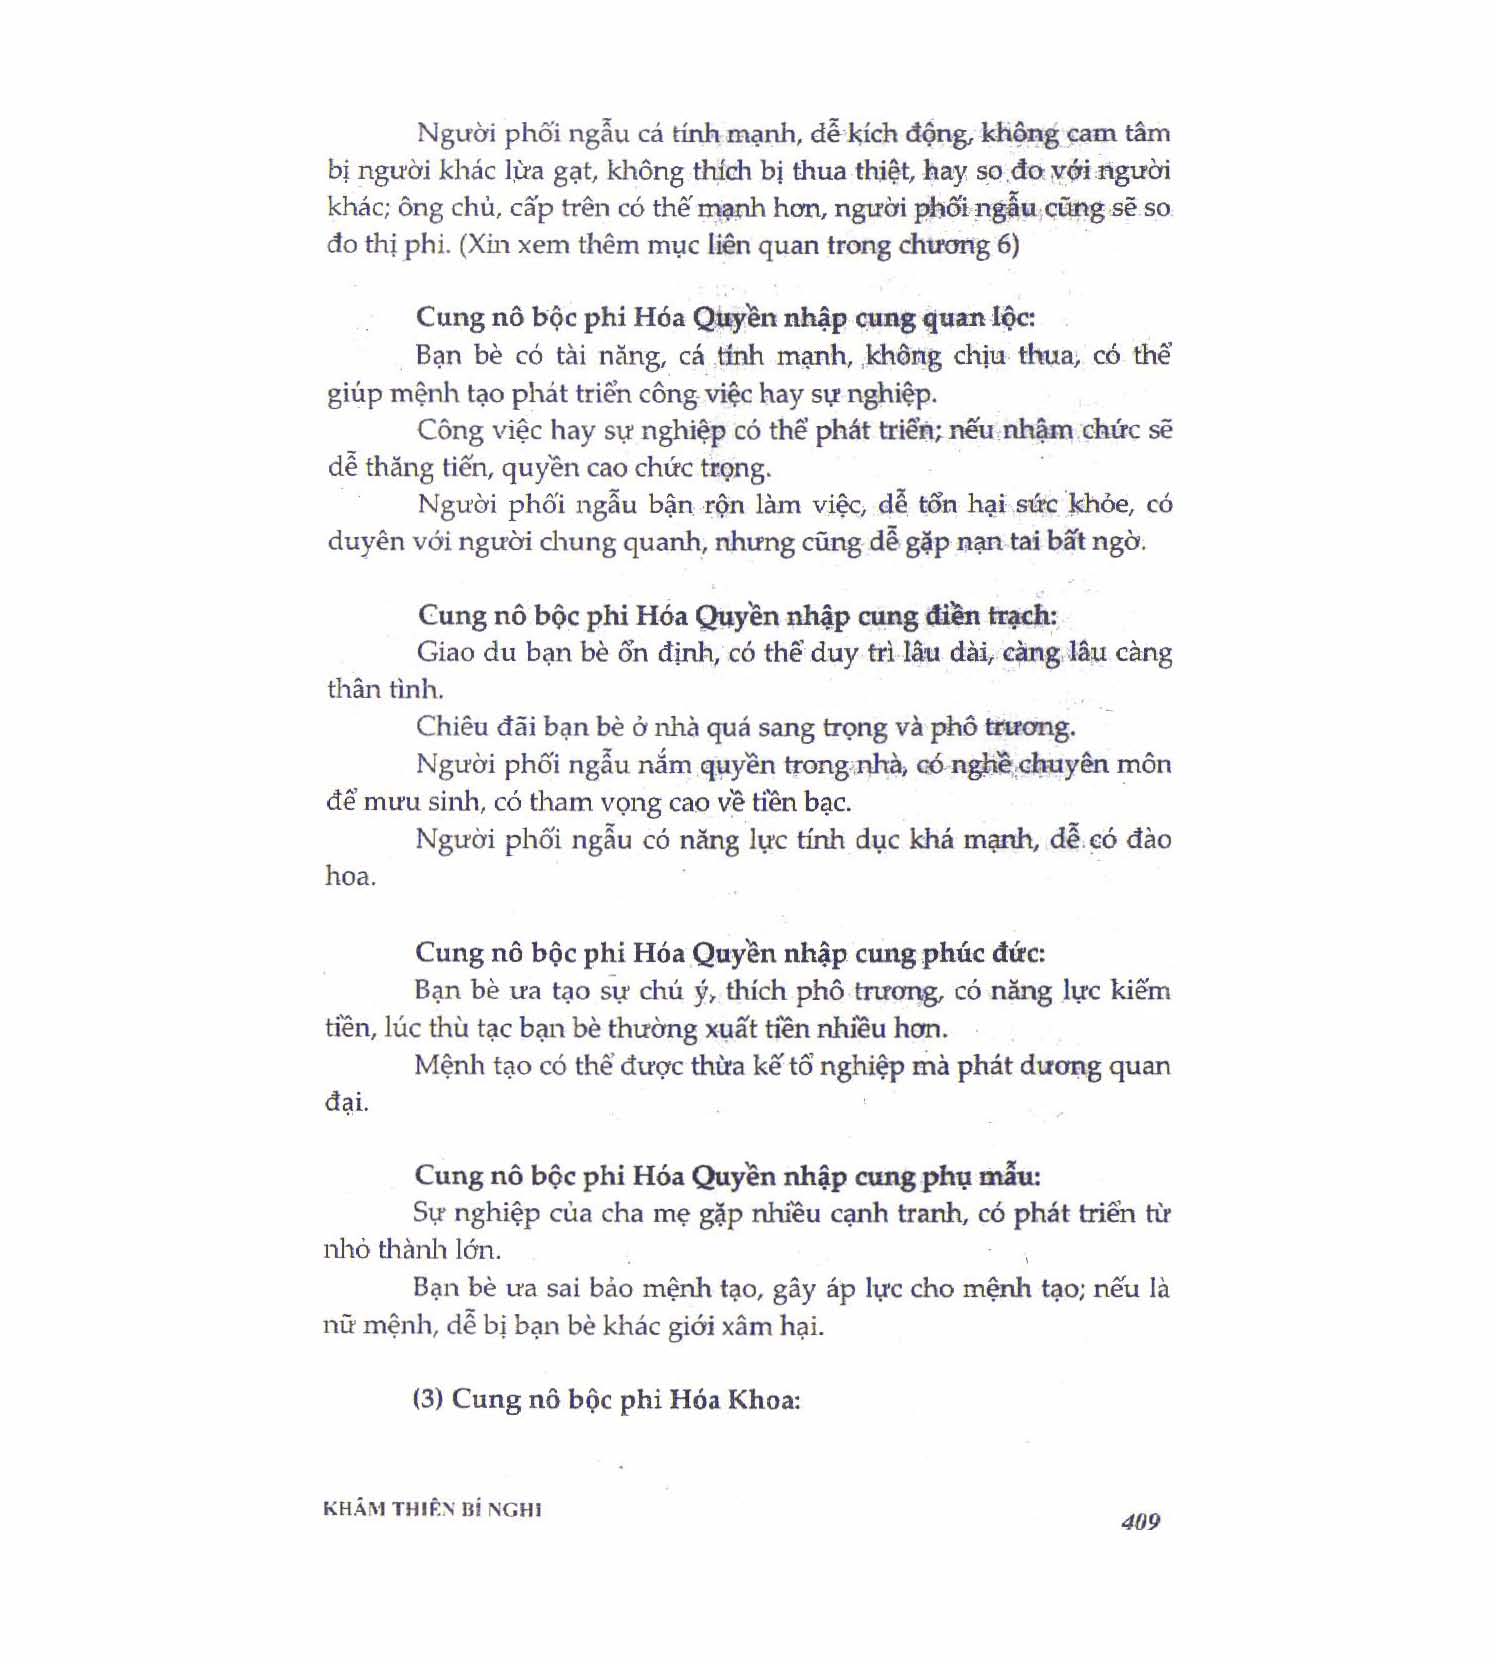 Người phối ngẫu cá tính mạnh, dễ kích động, không cam tâm
bị người khác lừa gạt, không thích bị thua thiệt, hay so đo với người
khác; ông chủ, cấp trên có thế mạnh hơn, người phối ngẫu cũng sẽ so
đo thị phi. (Xin xem thêm mục liên quan trong chương 6)
Cung nô bộc phi Hóa Quyền nhập cung quan lộc:
Bạn bè có tài năng, cá tính mạnh, không chịu thua, có thể
giúp mệnh tạo phát triển công việc hay sự nghiệp.
Công việc hay sự nghiệp có thể phát triển; nếu nhậm chức sẽ
dễ thăng tiến, quyền cao chức trọng.
Người phối ngẫu bận rộn làm việc, dễ tổn hại sức khỏe, có
duyên với người chung quanh, nhưng cũng dễ gặp nạn tai bất ngờ.
Cung nô bộc phi Hóa Quyền nhập cung điền trạch:
Giao du bạn bè ổn định, có thể duy trì lâu dài, càng lâu càng
thân tình.
Chiêu đãi bạn bè ở nhà quá sang trọng và phô trương.
Người phối ngẫu nắm quyền trong nhà, có nghề chuyên môn
để mưu sinh, có tham vọng cao về tiền bạc.
Người phối ngẫu có năng lực tính dục khá mạnh, dễ có đào
hoa.
Cung nô bộc phi Hóa Quyền nhập cung phúc đức:
Bạn bè ưa tạo sự chú ý, thích phô trương, có năng lực kiếm
tiền, lúc thù tạc bạn bè thường xuất tiền nhiều hơn.
Mệnh tạo có thể được thừa kế tổ nghiệp mà phát dương quan
đại.
Cung nô bộc phi Hóa Quyền nhập cung phụ mẫu:
Sự nghiệp của cha mẹ gặp nhiều cạnh tranh, có phát triển từ
nhỏ thành lớn.
Bạn bè ưa sai bảo mệnh tạo, gây áp lực cho mệnh tạo; nếu là
nữ mệnh, dễ bị bạn bè khác giới xâm hại.
(3) Cung nô bộc phi Hóa Khoa:
KHÂM THIÊN BÍ NGHI
409